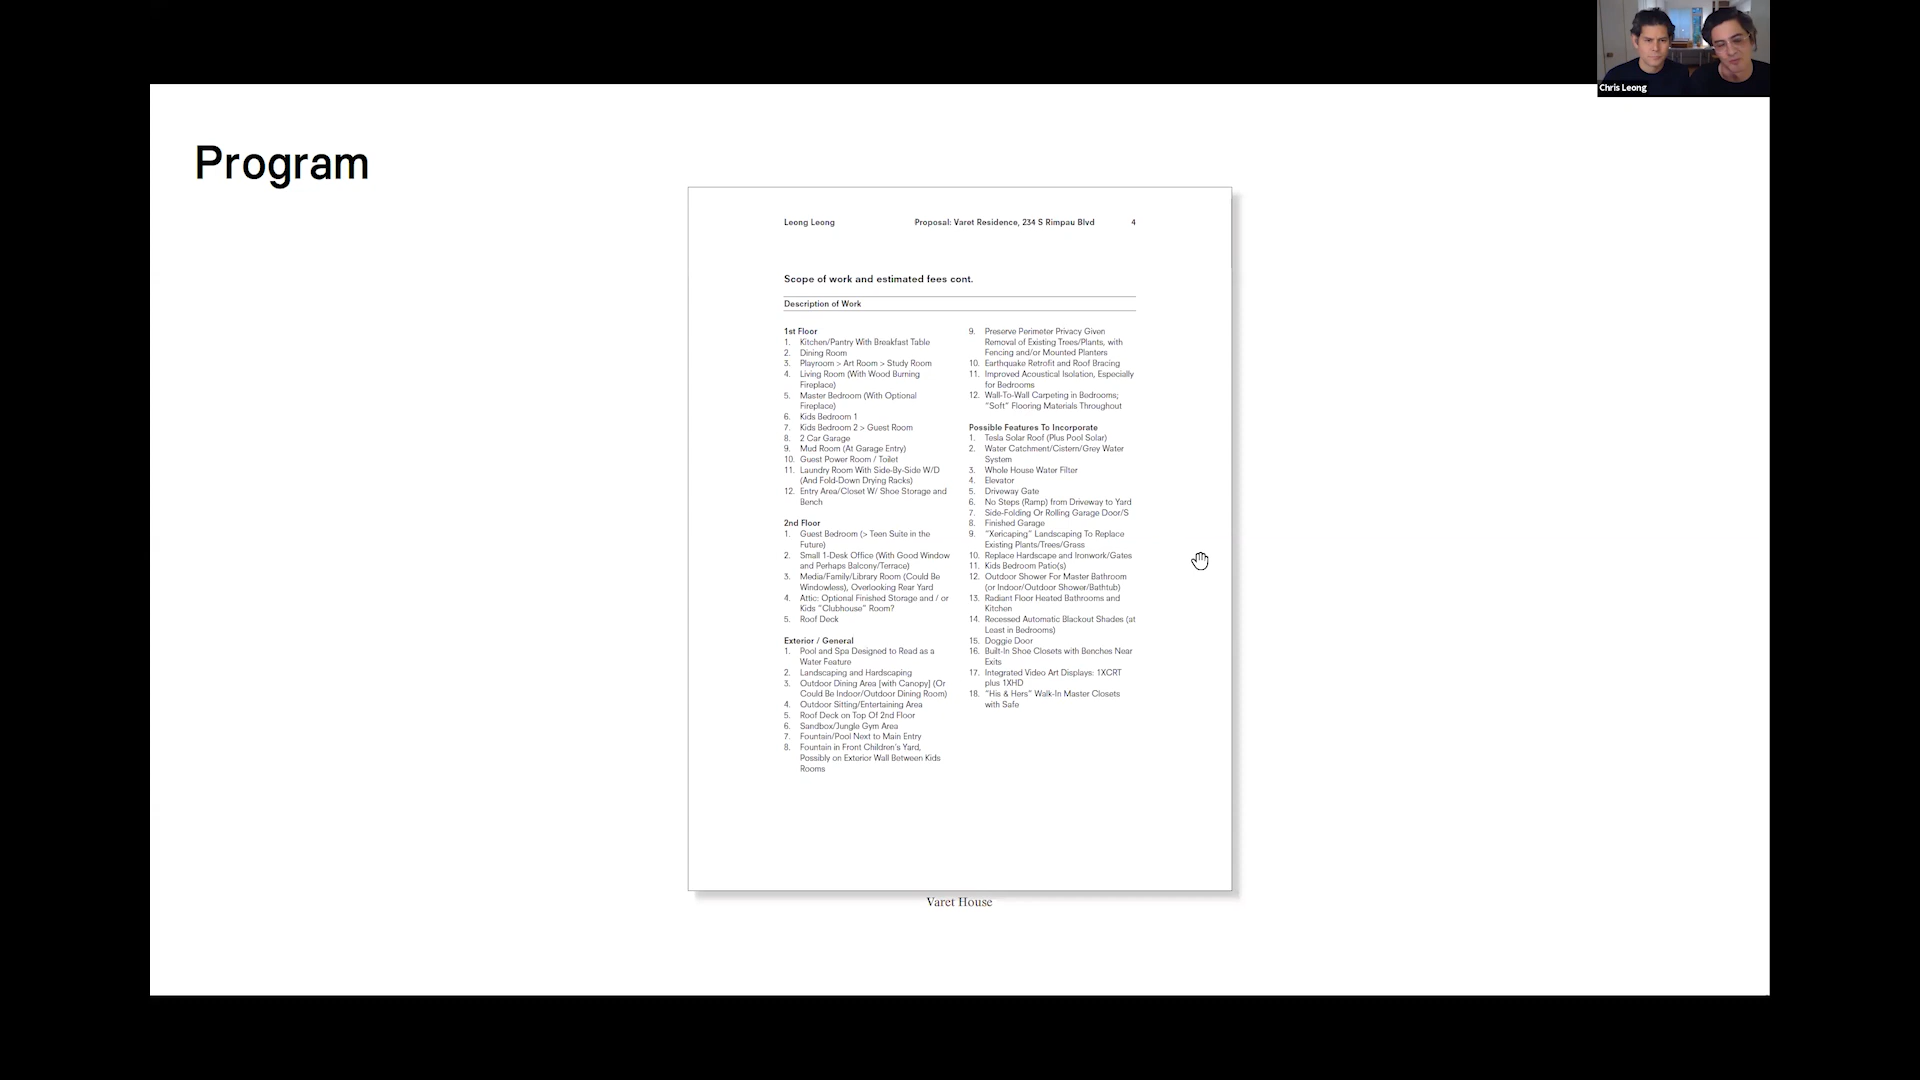 Chris Leong
Program
Leong Leong
Proposal: Varet Residence, 234 S Rimpau Blvd
4
Scope of work and estimated fees cont.
Description of Work
1st Floor
1. Kitchen/Pantry With Breakfast Table
2. Dining Room
3. Playroom > Art Room > Study Room
4. Living Room (With Wood Burning
Fireplace)
5. Master Bedroom (With Optional
Fireplace)
6. Kids Bedroom 1
7. Kids Bedroom 2 > Guest Room
8. 2 Car Garage
9. Mud Room (At Garage Entry)
10. Guest Power Room / Toilet
11. Laundry Room With Side-By-Side W/D
(And Fold-Down Drying Racks)
12. Entry Area/Closet W/ Shoe Storage and
Bench
2nd Floor
1. Guest Bedroom (> Teen Suite in the
Future)
2. Small 1-Desk Office (With Good Window
and Perhaps Balcony/Terrace)
3. Media/Family/Library Room (Could Be
Windowless), Overlooking Rear Yard
4. Attic: Optional Finished Storage and / or
Kids “Clubhouse” Room?
5. Roof Deck
Exterior / General
1. Pool and Spa Designed to Read as a
Water Feature
2. Landscaping and Hardscaping
3. Outdoor Dining Area [with Canopy] (Or
Could Be Indoor/Outdoor Dining Room)
4. Outdoor Sitting/Entertaining Area
5. Roof Deck on Top Of 2nd Floor
6. Sandbox/Jungle Gym Area
7. Fountain/Pool Next to Main Entry
8. Fountain in Front Children's Yard,
Possibly on Exterior Wall Between Kids
Rooms
9. Preserve Perimeter Privacy Given
Removal of Existing Trees/Plants, with
Fencing and/or Mounted Planters
10. Earthquake Retrofit and Roof Bracing
11. Improved Acoustical Isolation, Especially
for Bedrooms
12. Wall-To-Wall Carpeting in Bedrooms;
“Soft” Flooring Materials Throughout
Possible Features To Incorporate
1. Tesla Solar Roof (Plus Pool Solar)
2. Water Catchment/Cistern/Grey Water
System
3. Whole House Water Filter
4. Elevator
5. Driveway Gate
6. No Steps (Ramp) from Driveway to Yard
7. Side-Folding Or Rolling Garage Door/S
8. Finished Garage
9. “Xericaping” Landscaping To Replace
Existing Plants/Trees/Grass
10. Replace Hardscape and Ironwork/Gates
11. Kids Bedroom Patio(s)
12. Outdoor Shower For Master Bathroom
(or Indoor/Outdoor Shower/Bathtub)
13. Radiant Floor Heated Bathrooms and
Kitchen
14. Recessed Automatic Blackout Shades (at
Least in Bedrooms)
15. Doggie Door
16. Built-In Shoe Closets with Benches Near
Exits
17. Integrated Video Art Displays: 1XCRT
plus 1XHD
18. “His & Hers” Walk-In Master Closets
with Safe
Varet House